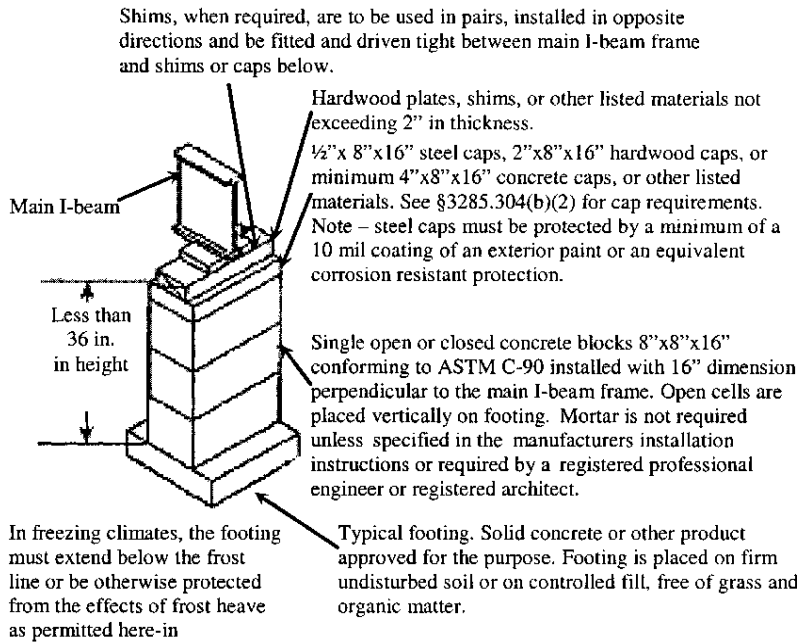 Shims, when required, are to be used in pairs, installed in opposite
directions and be fitted and driven tight between main I-beam frame
and shims or caps below.
Hardwood plates, shims, or other listed materials not
exceeding 2" in thickness.
½"x 8"x16" steel caps, 2"x8"x16" hardwood caps, or
minimum 4"x8"x16" concrete caps, or other listed
materials. See §3285.304(b)(2) for cap requirements.
Note – steel caps must be protected by a minimum of a
10 mil coating of an exterior paint or an equivalent
corrosion resistant protection.
Main I-beam
Less than
36 in.
in height
Single open or closed concrete blocks 8"x8"x16"
conforming to ASTM C-90 installed with 16" dimension
perpendicular to the main I-beam frame. Open cells are
placed vertically on footing. Mortar is not required
unless specified in the manufacturers installation
instructions or required by a registered professional
engineer or registered architect.
In freezing climates, the footing
must extend below the frost
line or be otherwise protected
from the effects of frost heave
as permitted here-in
Typical footing. Solid concrete or other product
approved for the purpose. Footing is placed on firm
undisturbed soil or on controlled fill, free of grass and
organic matter.